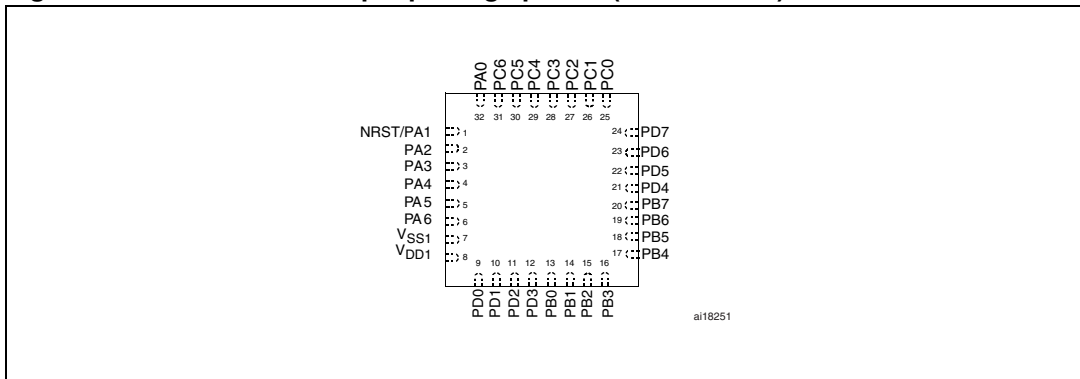 PA0 PC6 PC5 PC4 PC3 PC2 PC1 PC0
32 31 30 29 28 27 26 25
NRST/PA1 1 24 PD7
PA2 2 23 PD6
PA3 3 22 PD5
PA4 4 21 PD4
PA5 5 20 PB7
PA6 6 19 PB6
VSS1 7 18 PB5
VDD1 8 17 PB4
9 10 11 12 13 14 15 16
PD0 PD1 PD2 PD3 PB0 PB1 PB2 PB3
ai18251